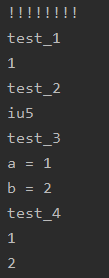 !!!!!!!!
test_1
1
test_2
iu5
test_3
a = 1
b = 2
test_4
1
2